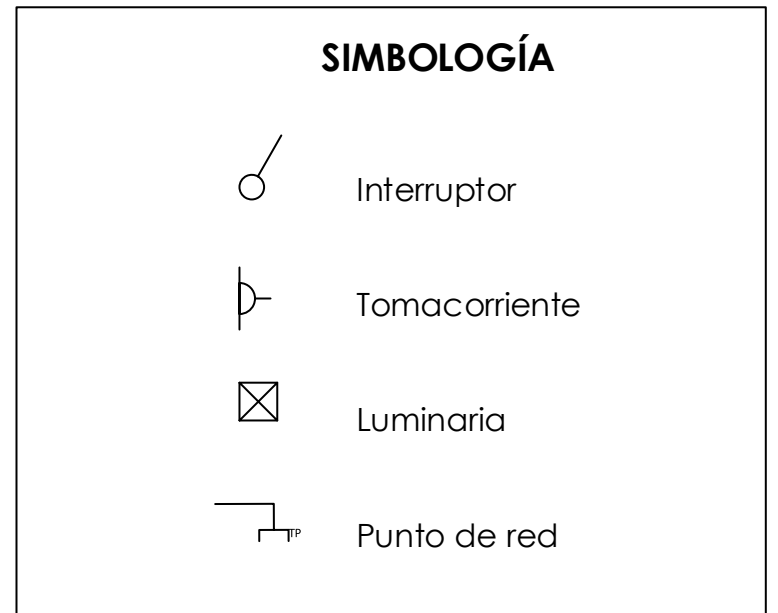 SIMBOLOGÍA
Interruptor
Tomacorriente
Luminaria
TP
Punto de red